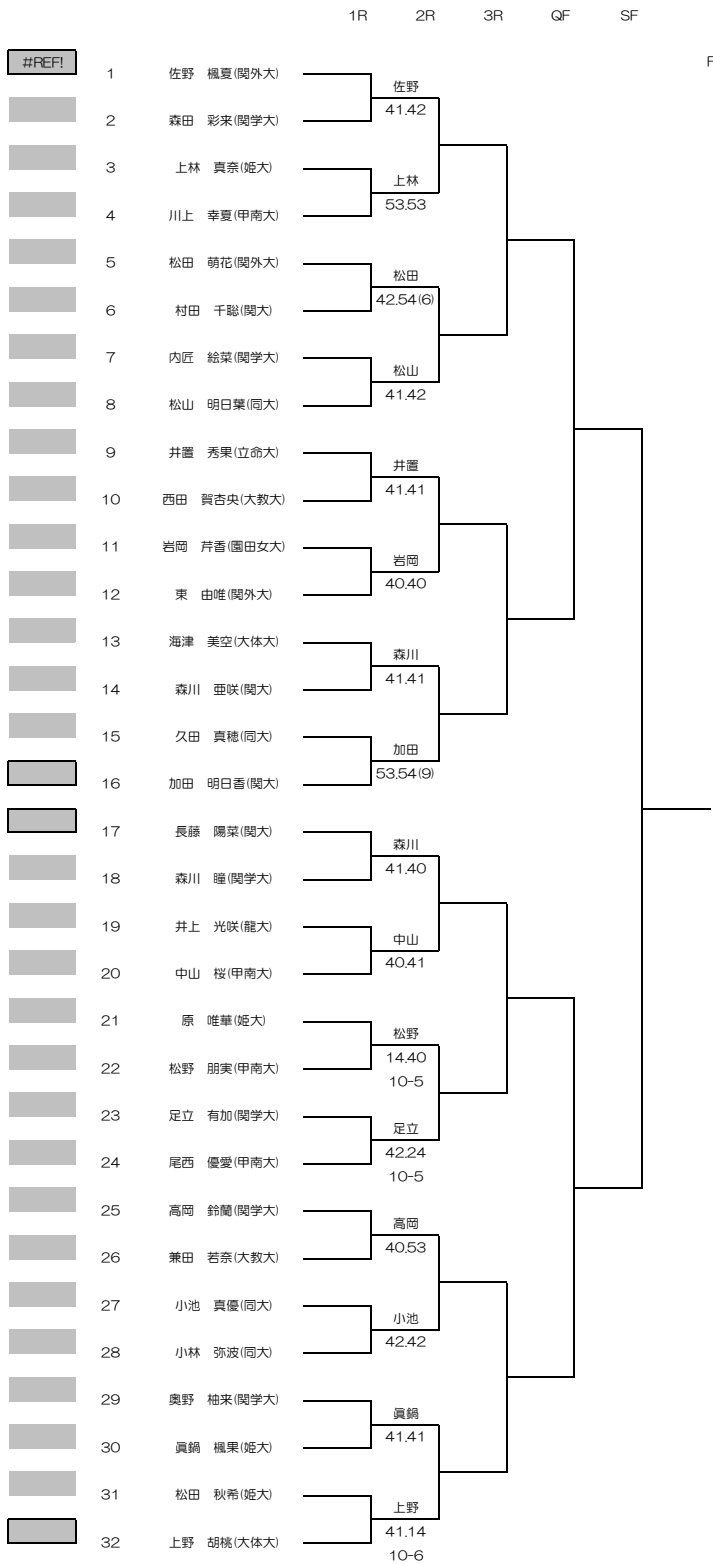 1R 2R 3R QF SF
#REF!
1 佐野 楓夏(関外大)
佐野
41.42
2 森田 彩来(関学大)
3 上林 真奈(姫大)
上林
53.53
4 川上 幸夏(甲南大)
5 松田 萌花(関外大)
松田
42.54(6)
6 村田 千聡(関大)
7 内匠 絵菜(関学大)
松山
41.42
8 松山 明日葉(同大)
9 井置 秀果(立命大)
井置
41.41
10 西田 賀杏央(大教大)
11 岩岡 芹香(園田女大)
岩岡
40.40
12 東 由唯(関外大)
13 海津 美空(大体大)
森川
41.41
14 森川 亜咲(関大)
15 久田 真穂(同大)
加田
53.54(9)
16 加田 明日香(関大)
17 長藤 陽菜(関大)
森川
41.40
18 森川 瞳(関学大)
19 井上 光咲(龍大)
中山
40.41
20 中山 桜(甲南大)
21 原 唯華(姫大)
松野
14.40
22 松野 朋実(甲南大)
10-5
23 足立 有加(関学大)
足立
42.24
24 尾西 優愛(甲南大)
10-5
25 高岡 鈴蘭(関学大)
高岡
40.53
26 兼田 若奈(大教大)
27 小池 真優(同大)
小池
42.42
28 小林 弥波(同大)
29 奥野 柚来(関学大)
眞鍋
41.41
30 眞鍋 楓果(姫大)
31 松田 秋希(姫大)
上野
41.14
32 上野 胡桃(大体大)
10-6